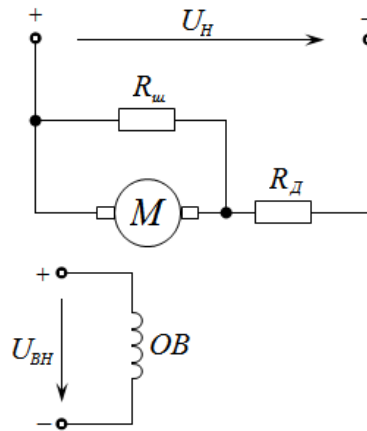 + U_Н −
R_ш
M R_Д
+
U_ВН ОВ
−